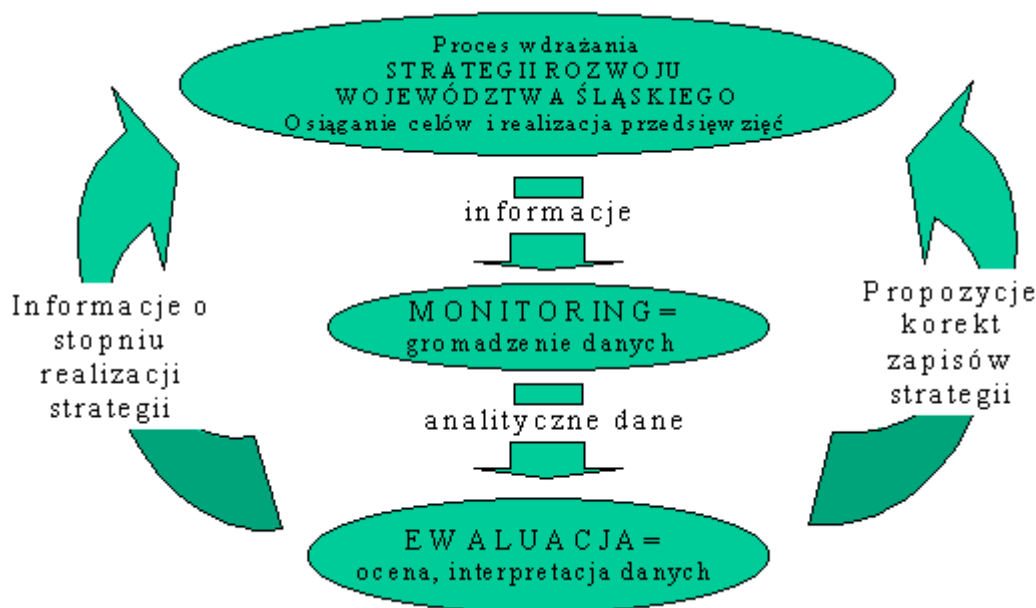 Proces wdrażania
STRATEGII ROZWOJU
WOJEWÓDZTWA ŚLĄSKIEGO
Osiąganie celów i realizacja przedsięwzięć
informacje
MONITORING=
gromadzenie danych
Informacje o
stopniu
realizacji
strategii
Propozycje
korekt
zapisów
strategii
analityczne dane
EWALUACJA=
ocena, interpretacja danych